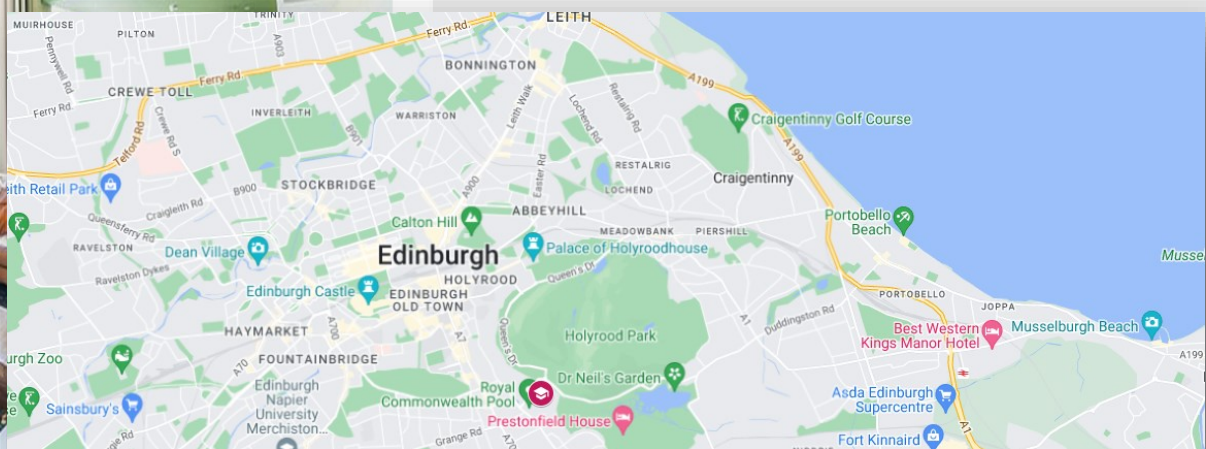 TRINITY
LEITH
MUIRHOUSE
PILTON
Ferry Rd.
A903
Pennywell Rd
BONNINGTON
Ferry Rd
A199
CREWE TOLL
Ferry Rd
INVERLEITH
WARRISTON
Leith Walk
Lochend Rd
Restalrig Rd
Craigentinny Golf Course
Telford Rd
Crewe Rd S
B901
A199
Easter Rd
RESTALRIG
eith Retail Park
B900
STOCKBRIDGE
A900
LOCHEND
Craigentinny
Craigleith Rd
Queensferry Rd
Calton Hill
ABBEYHILL
Portobello
Beach
MEADOWBANK
PIERSHILL
RAVELSTON
Dean Village
Edinburgh
Palace of Holyroodhouse
Musse
Ravelston Dykes
HOLYROOD
Queen's Dr
Edinburgh Castle
EDINBURGH
OLD TOWN
PORTOBELLO
JOPPA
HAYMARKET
A700
A7
Queen's Dr
Holyrood Park
A1
Duddingston Rd
Best Western
Kings Manor Hotel
Musselburgh Beach
urgh Zoo
A70
FOUNTAINBRIDGE
A199
Dr Neil's Garden
Edinburgh
Napier
University
Merchiston...
Royal
Commonwealth Pool
Asda Edinburgh
Supercentre
Sainsbury's
Prestonfield House
Grange Rd
A70
A1
Fort Kinnaird